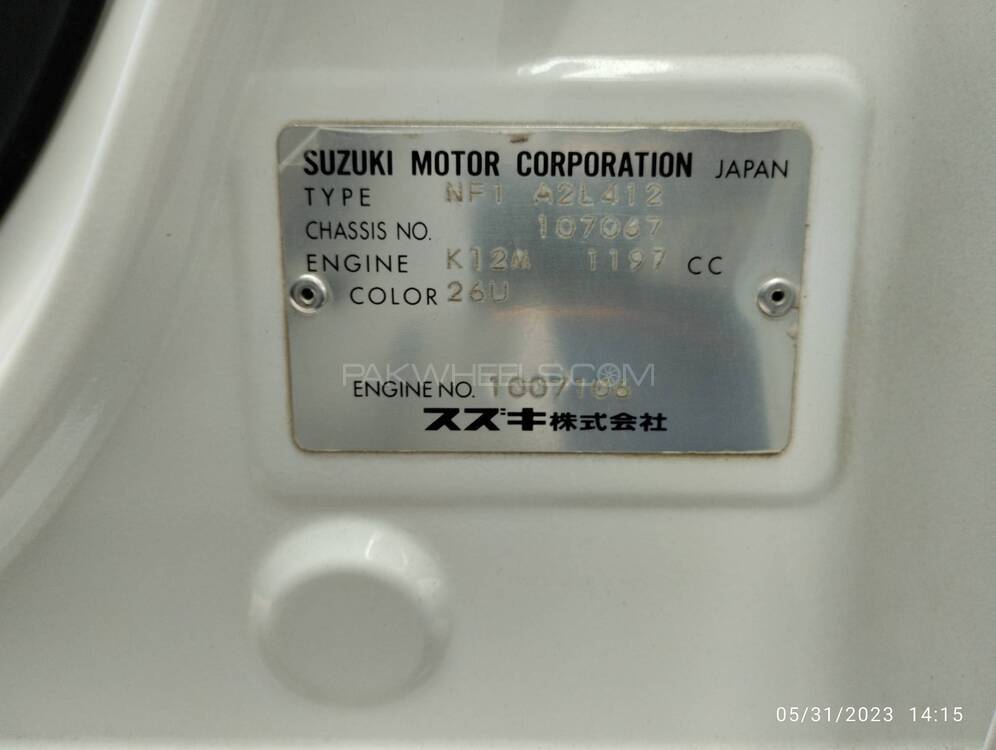 SUZUKI MOTOR CORPORATION JAPAN
TYPE NF1 A2L412
CHASSIS NO. 107067
ENGINE K12M 1197 CC
COLOR 26U
PAKWHEELS.COM
ENGINE NO. 1007106
スズキ株式会社
05/31/2023 14:15